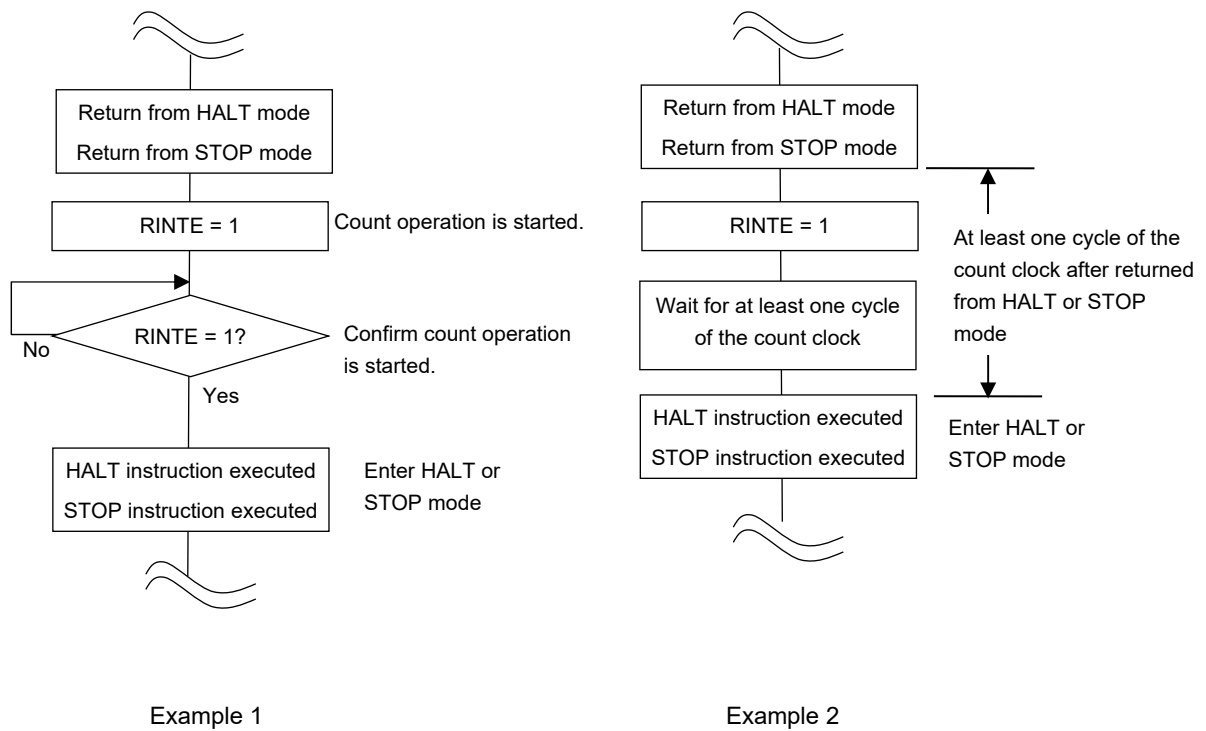 Return from HALT mode
Return from STOP mode
RINTE = 1
Count operation is started.
RINTE = 1?
No
Confirm count operation
is started.
Yes
HALT instruction executed
STOP instruction executed
Enter HALT or
STOP mode
Example 1
Return from HALT mode
Return from STOP mode
RINTE = 1
Wait for at least one cycle
of the count clock
At least one cycle of the
count clock after returned
from HALT or STOP
mode
HALT instruction executed
STOP instruction executed
Enter HALT or
STOP mode
Example 2